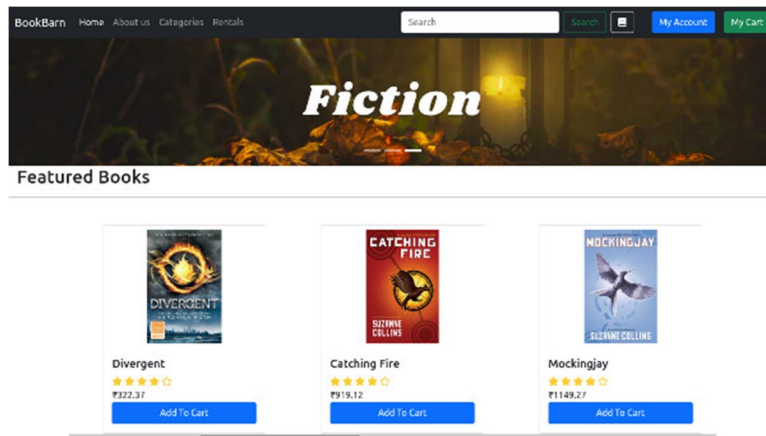 BookBarn Home About us Categories Rentals Search Search My Account My Cart
Fiction
Featured Books
DIVERGENT
VERONICA ROTH
CATCHING
FIRE
SUZANNE
COLLINS
MOCKINGJAY
SUZANNE COLLINS
Divergent
Catching Fire
Mockingjay
₹322.37
₹919.12
₹1149.27
Add To Cart
Add To Cart
Add To Cart